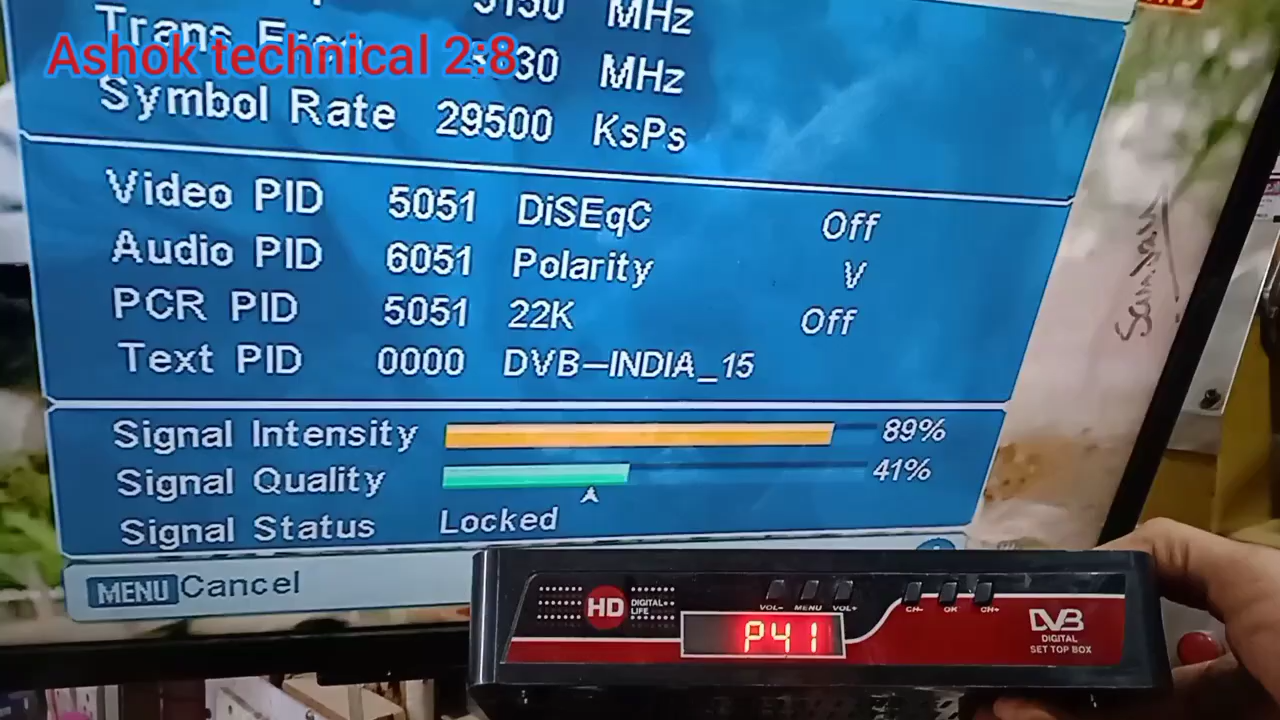 MHz
Trans Freq
MHz
Ashok technical 2:8
Symbol Rate 29500 KsPs
Video PID 5051 DiSEqC Off
Audio PID 6051 Polarity V
PCR PID 5051 22K Off
Text PID 0000 DVB–INDIA_15
Signal Intensity 89%
Signal Quality 41%
Signal Status Locked
MENU Cancel
HD DIGITAL
LIFE
VOL- MENU VOL+
CH- OK CH+
P41
DVB
DIGITAL
SET TOP BOX